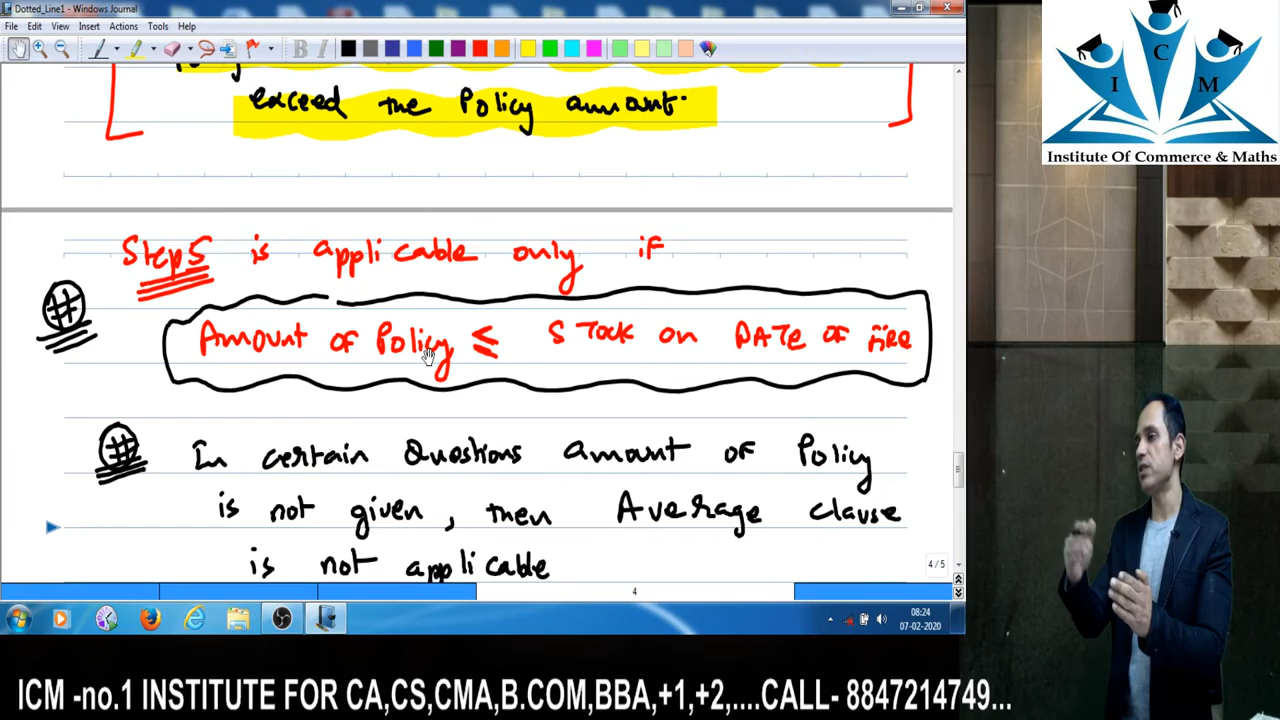 Dotted_Line1 - Windows Journal
File Edit View Insert Actions Tools Help
exceed the Policy amount.
Step5 is applicable only if
Amount of Policy ≤ STOCK on DATE of fire
In certain Questions amount of Policy
is not given, then Average clause
is not applicable
4/5
4
08:24
07-02-2020
I C M
Institute Of Commerce & Maths
ICM -no.1 INSTITUTE FOR CA,CS,CMA,B.COM,BBA,+1,+2,....CALL- 8847214749...